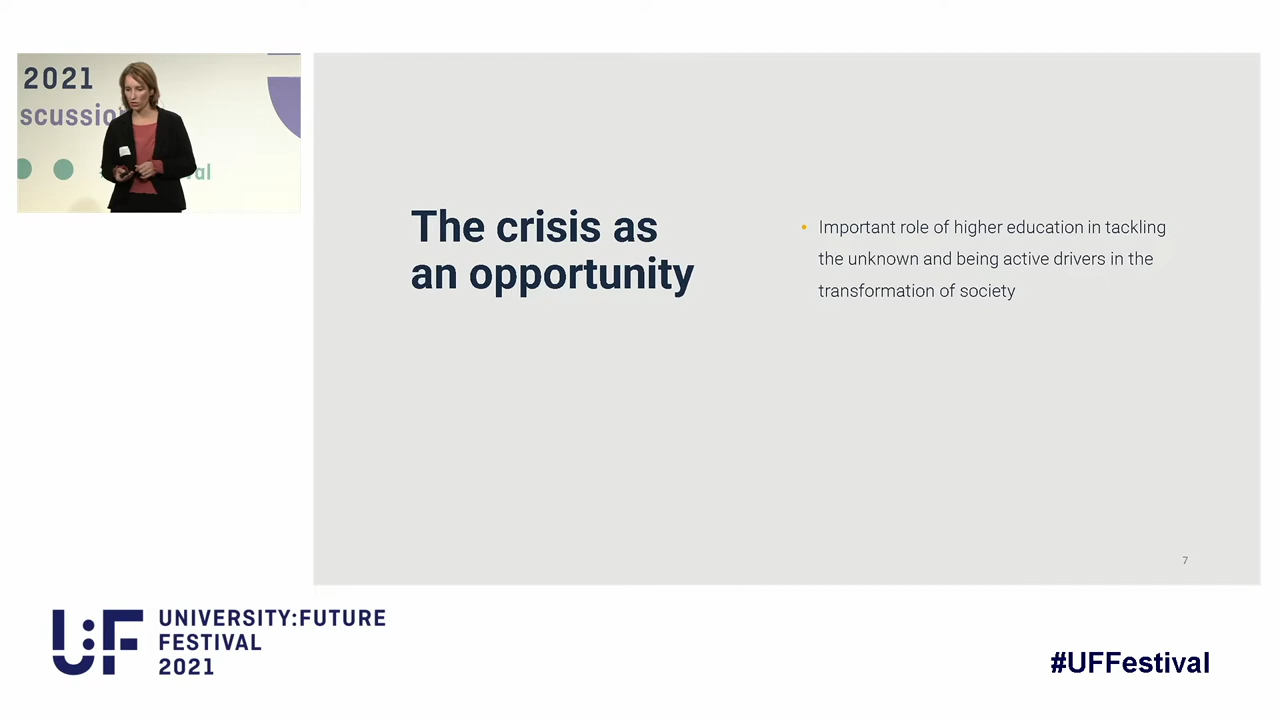 2021
scussio
val
The crisis as
an opportunity
• Important role of higher education in tackling
the unknown and being active drivers in the
transformation of society
7
U:F
UNIVERSITY:FUTURE
FESTIVAL
2021
#UFFestival